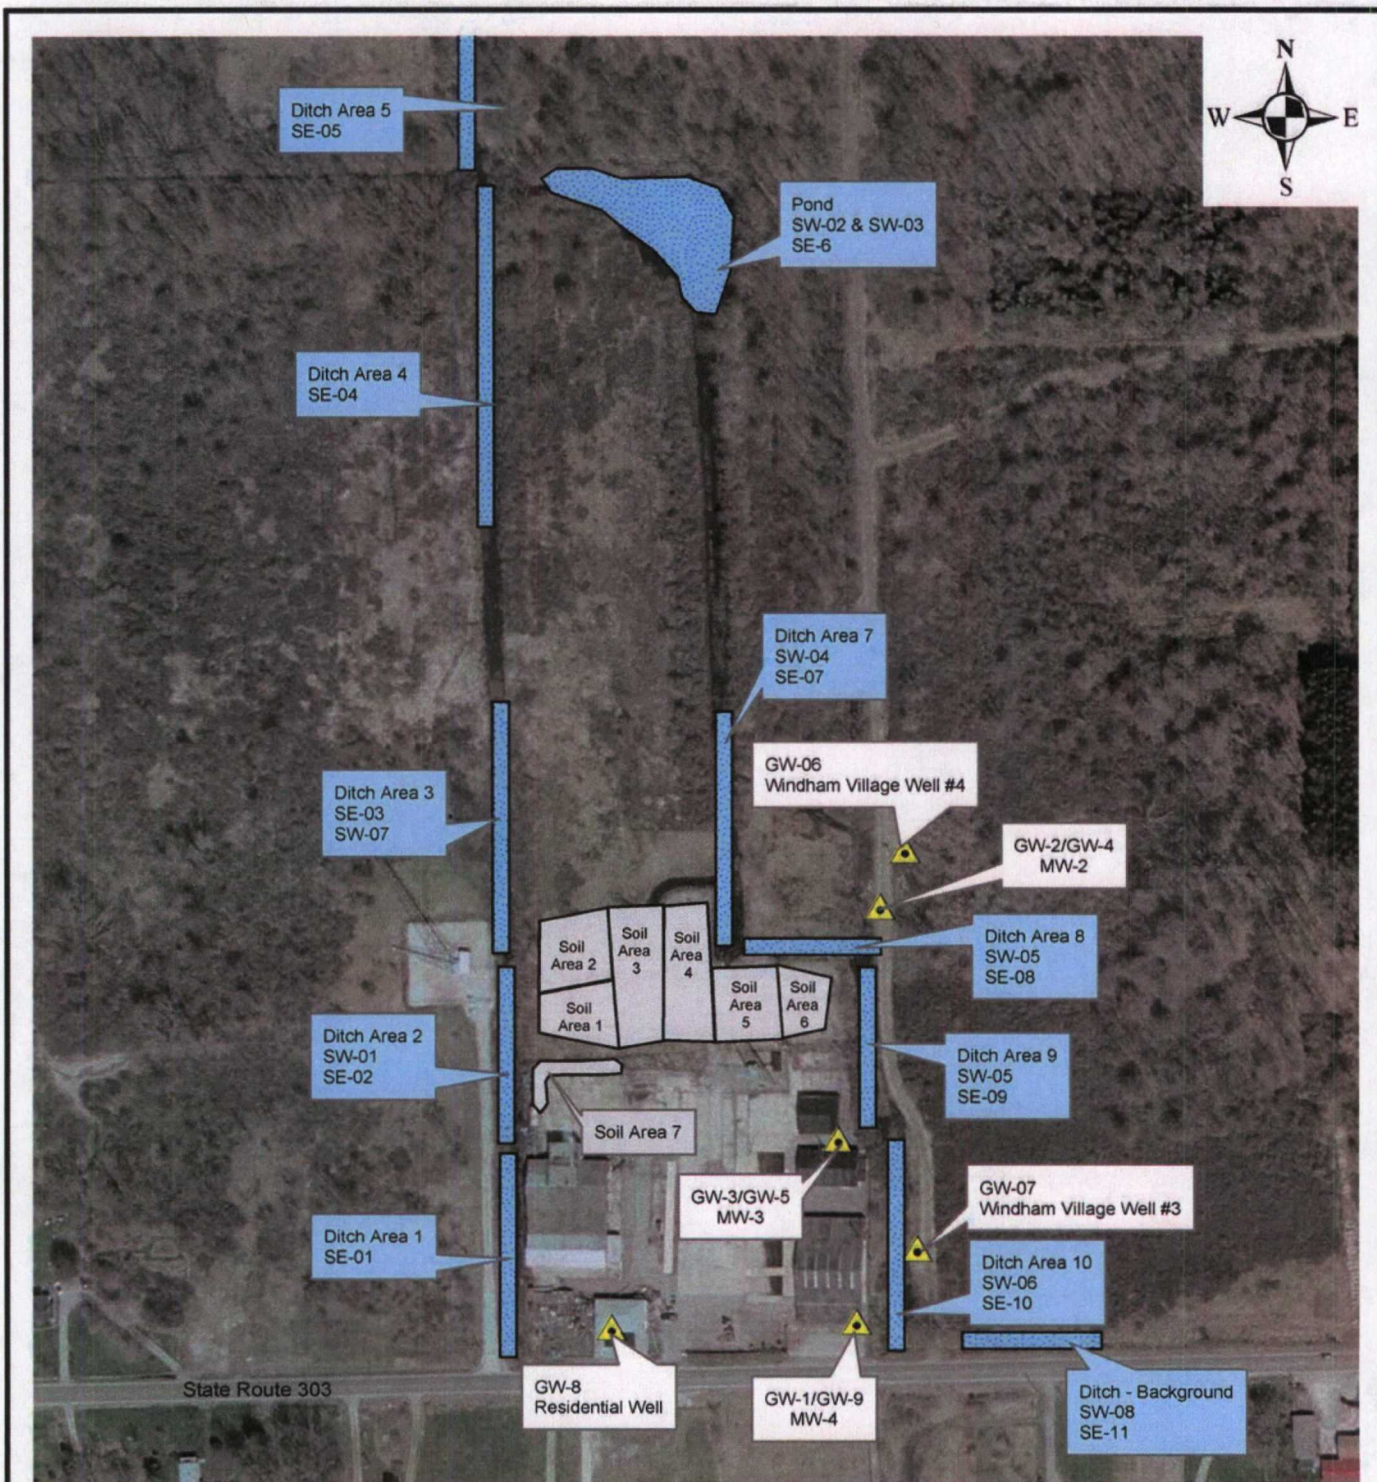 N
W E
S
Ditch Area 5
SE-05
Pond
SW-02 & SW-03
SE-6
Ditch Area 4
SE-04
Ditch Area 7
SW-04
SE-07
GW-06
Windham Village Well #4
Ditch Area 3
SE-03
SW-07
GW-2/GW-4
MW-2
Soil
Area 2
Soil
Area
3
Soil
Area
4
Ditch Area 8
SW-05
SE-08
Soil
Area 1
Soil
Area
5
Soil
Area
6
Ditch Area 2
SW-01
SE-02
Ditch Area 9
SW-05
SE-09
Soil Area 7
GW-3/GW-5
MW-3
GW-07
Windham Village Well #3
Ditch Area 1
SE-01
Ditch Area 10
SW-06
SE-10
State Route 303
GW-8
Residential Well
GW-1/GW-9
MW-4
Ditch - Background
SW-08
SE-11